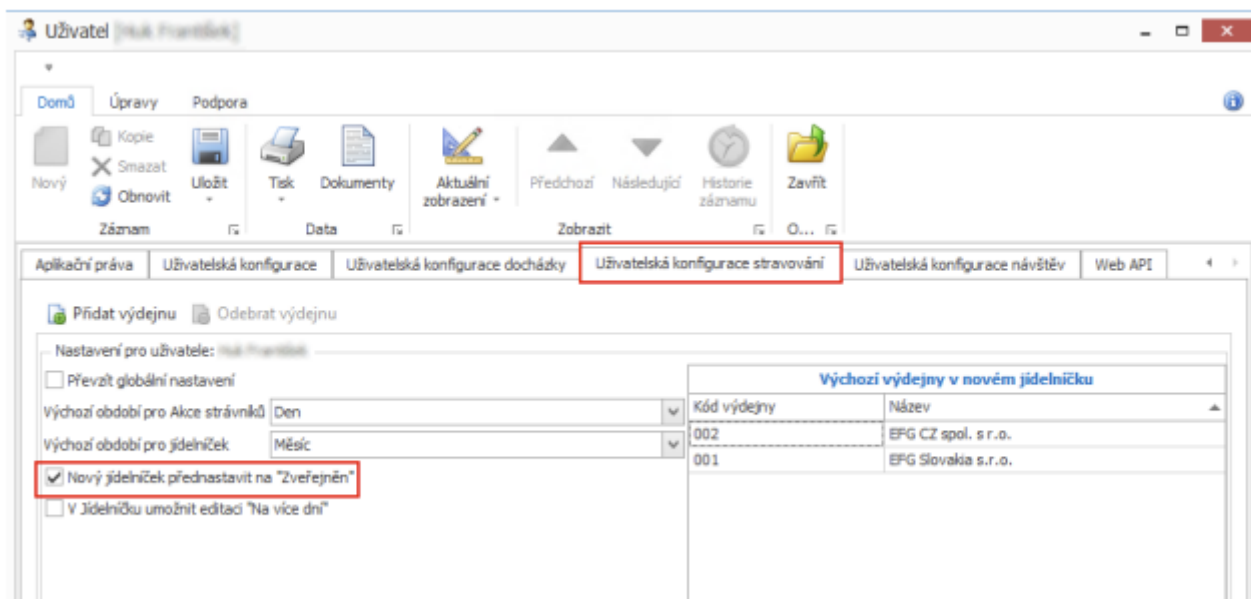 Uživatel
Domů Úpravy Podpora
Nový
Kopie
Smazat
Obnovit
Uložit
Tisk
Dokumenty
Aktuální
zobrazení
Předchozí
Následující
Historie
záznamu
Zavřít
Záznam Data Zobrazit O...
Aplikační práva Uživatelská konfigurace Uživatelská konfigurace docházky Uživatelská konfigurace stravování Uživatelská konfigurace návštěv Web API
Přidat výdejnu Odebrat výdejnu
Nastavení pro uživatele:
Převzít globální nastavení
Výchozí období pro Akce strávníků Den
Výchozí období pro jídelníček Měsíc
Nový jídelníček přednastavit na "Zveřejněn"
V Jídelníčku umožnit editaci "Na více dní"
Výchozí výdejny v novém jídelníčku
Kód výdejny Název
002 EFG CZ spol. s r.o.
001 EFG Slovakia s.r.o.